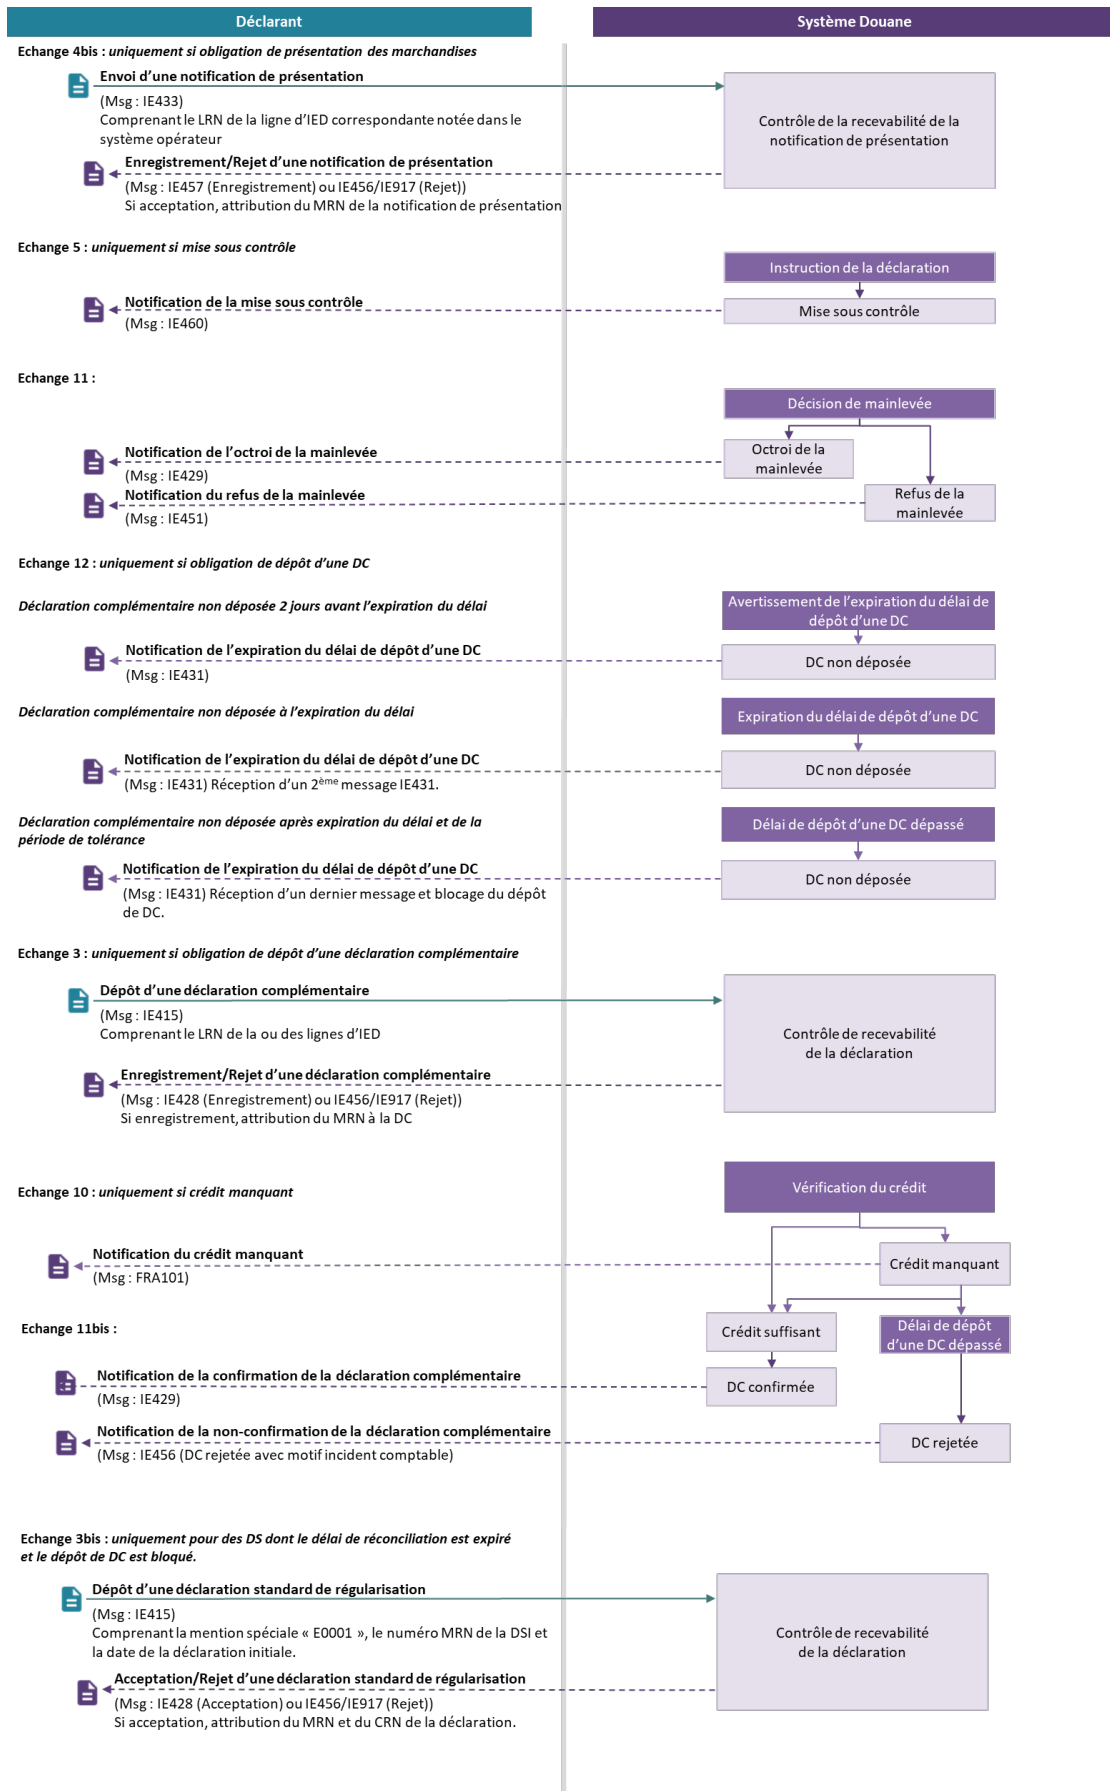 Déclarant
Système Douane
Echange 4bis : uniquement si obligation de présentation des marchandises
Envoi d’une notification de présentation
(Msg : IE433)
Comprenant le LRN de la ligne d’IED correspondante notée dans le
système opérateur
Contrôle de la recevabilité de la
notification de présentation
Enregistrement/Rejet d’une notification de présentation
(Msg : IE457 (Enregistrement) ou IE456/IE917 (Rejet))
Si acceptation, attribution du MRN de la notification de présentation
Echange 5 : uniquement si mise sous contrôle
Instruction de la déclaration
Notification de la mise sous contrôle
(Msg : IE460)
Mise sous contrôle
Echange 11 :
Décision de mainlevée
Notification de l’octroi de la mainlevée
(Msg : IE429)
Octroi de la
mainlevée
Notification du refus de la mainlevée
(Msg : IE451)
Refus de la
mainlevée
Echange 12 : uniquement si obligation de dépôt d’une DC
Déclaration complémentaire non déposée 2 jours avant l’expiration du délai
Avertissement de l’expiration du délai de
dépôt d’une DC
Notification de l’expiration du délai de dépôt d’une DC
(Msg : IE431)
DC non déposée
Déclaration complémentaire non déposée à l’expiration du délai
Expiration du délai de dépôt d’une DC
Notification de l’expiration du délai de dépôt d’une DC
(Msg : IE431) Réception d’un 2ème message IE431.
DC non déposée
Déclaration complémentaire non déposée après expiration du délai et de la
période de tolérance
Délai de dépôt d’une DC dépassé
Notification de l’expiration du délai de dépôt d’une DC
(Msg : IE431) Réception d’un dernier message et blocage du dépôt
de DC.
DC non déposée
Echange 3 : uniquement si obligation de dépôt d’une déclaration complémentaire
Dépôt d’une déclaration complémentaire
(Msg : IE415)
Comprenant le LRN de la ou des lignes d’IED
Contrôle de recevabilité
de la déclaration
Enregistrement/Rejet d’une déclaration complémentaire
(Msg : IE428 (Enregistrement) ou IE456/IE917 (Rejet))
Si enregistrement, attribution du MRN à la DC
Vérification du crédit
Echange 10 : uniquement si crédit manquant
Notification du crédit manquant
(Msg : FRA101)
Crédit manquant
Echange 11bis :
Crédit suffisant
Délai de dépôt
d’une DC dépassé
Notification de la confirmation de la déclaration complémentaire
(Msg : IE429)
DC confirmée
Notification de la non-confirmation de la déclaration complémentaire
(Msg : IE456 (DC rejetée avec motif incident comptable)
DC rejetée
Echange 3bis : uniquement pour des DS dont le délai de réconciliation est expiré
et le dépôt de DC est bloqué.
Dépôt d’une déclaration standard de régularisation
(Msg : IE415)
Comprenant la mention spéciale « E0001 », le numéro MRN de la DSI et
la date de la déclaration initiale.
Contrôle de recevabilité
de la déclaration
Acceptation/Rejet d’une déclaration standard de régularisation
(Msg : IE428 (Acceptation) ou IE456/IE917 (Rejet))
Si acceptation, attribution du MRN et du CRN de la déclaration.